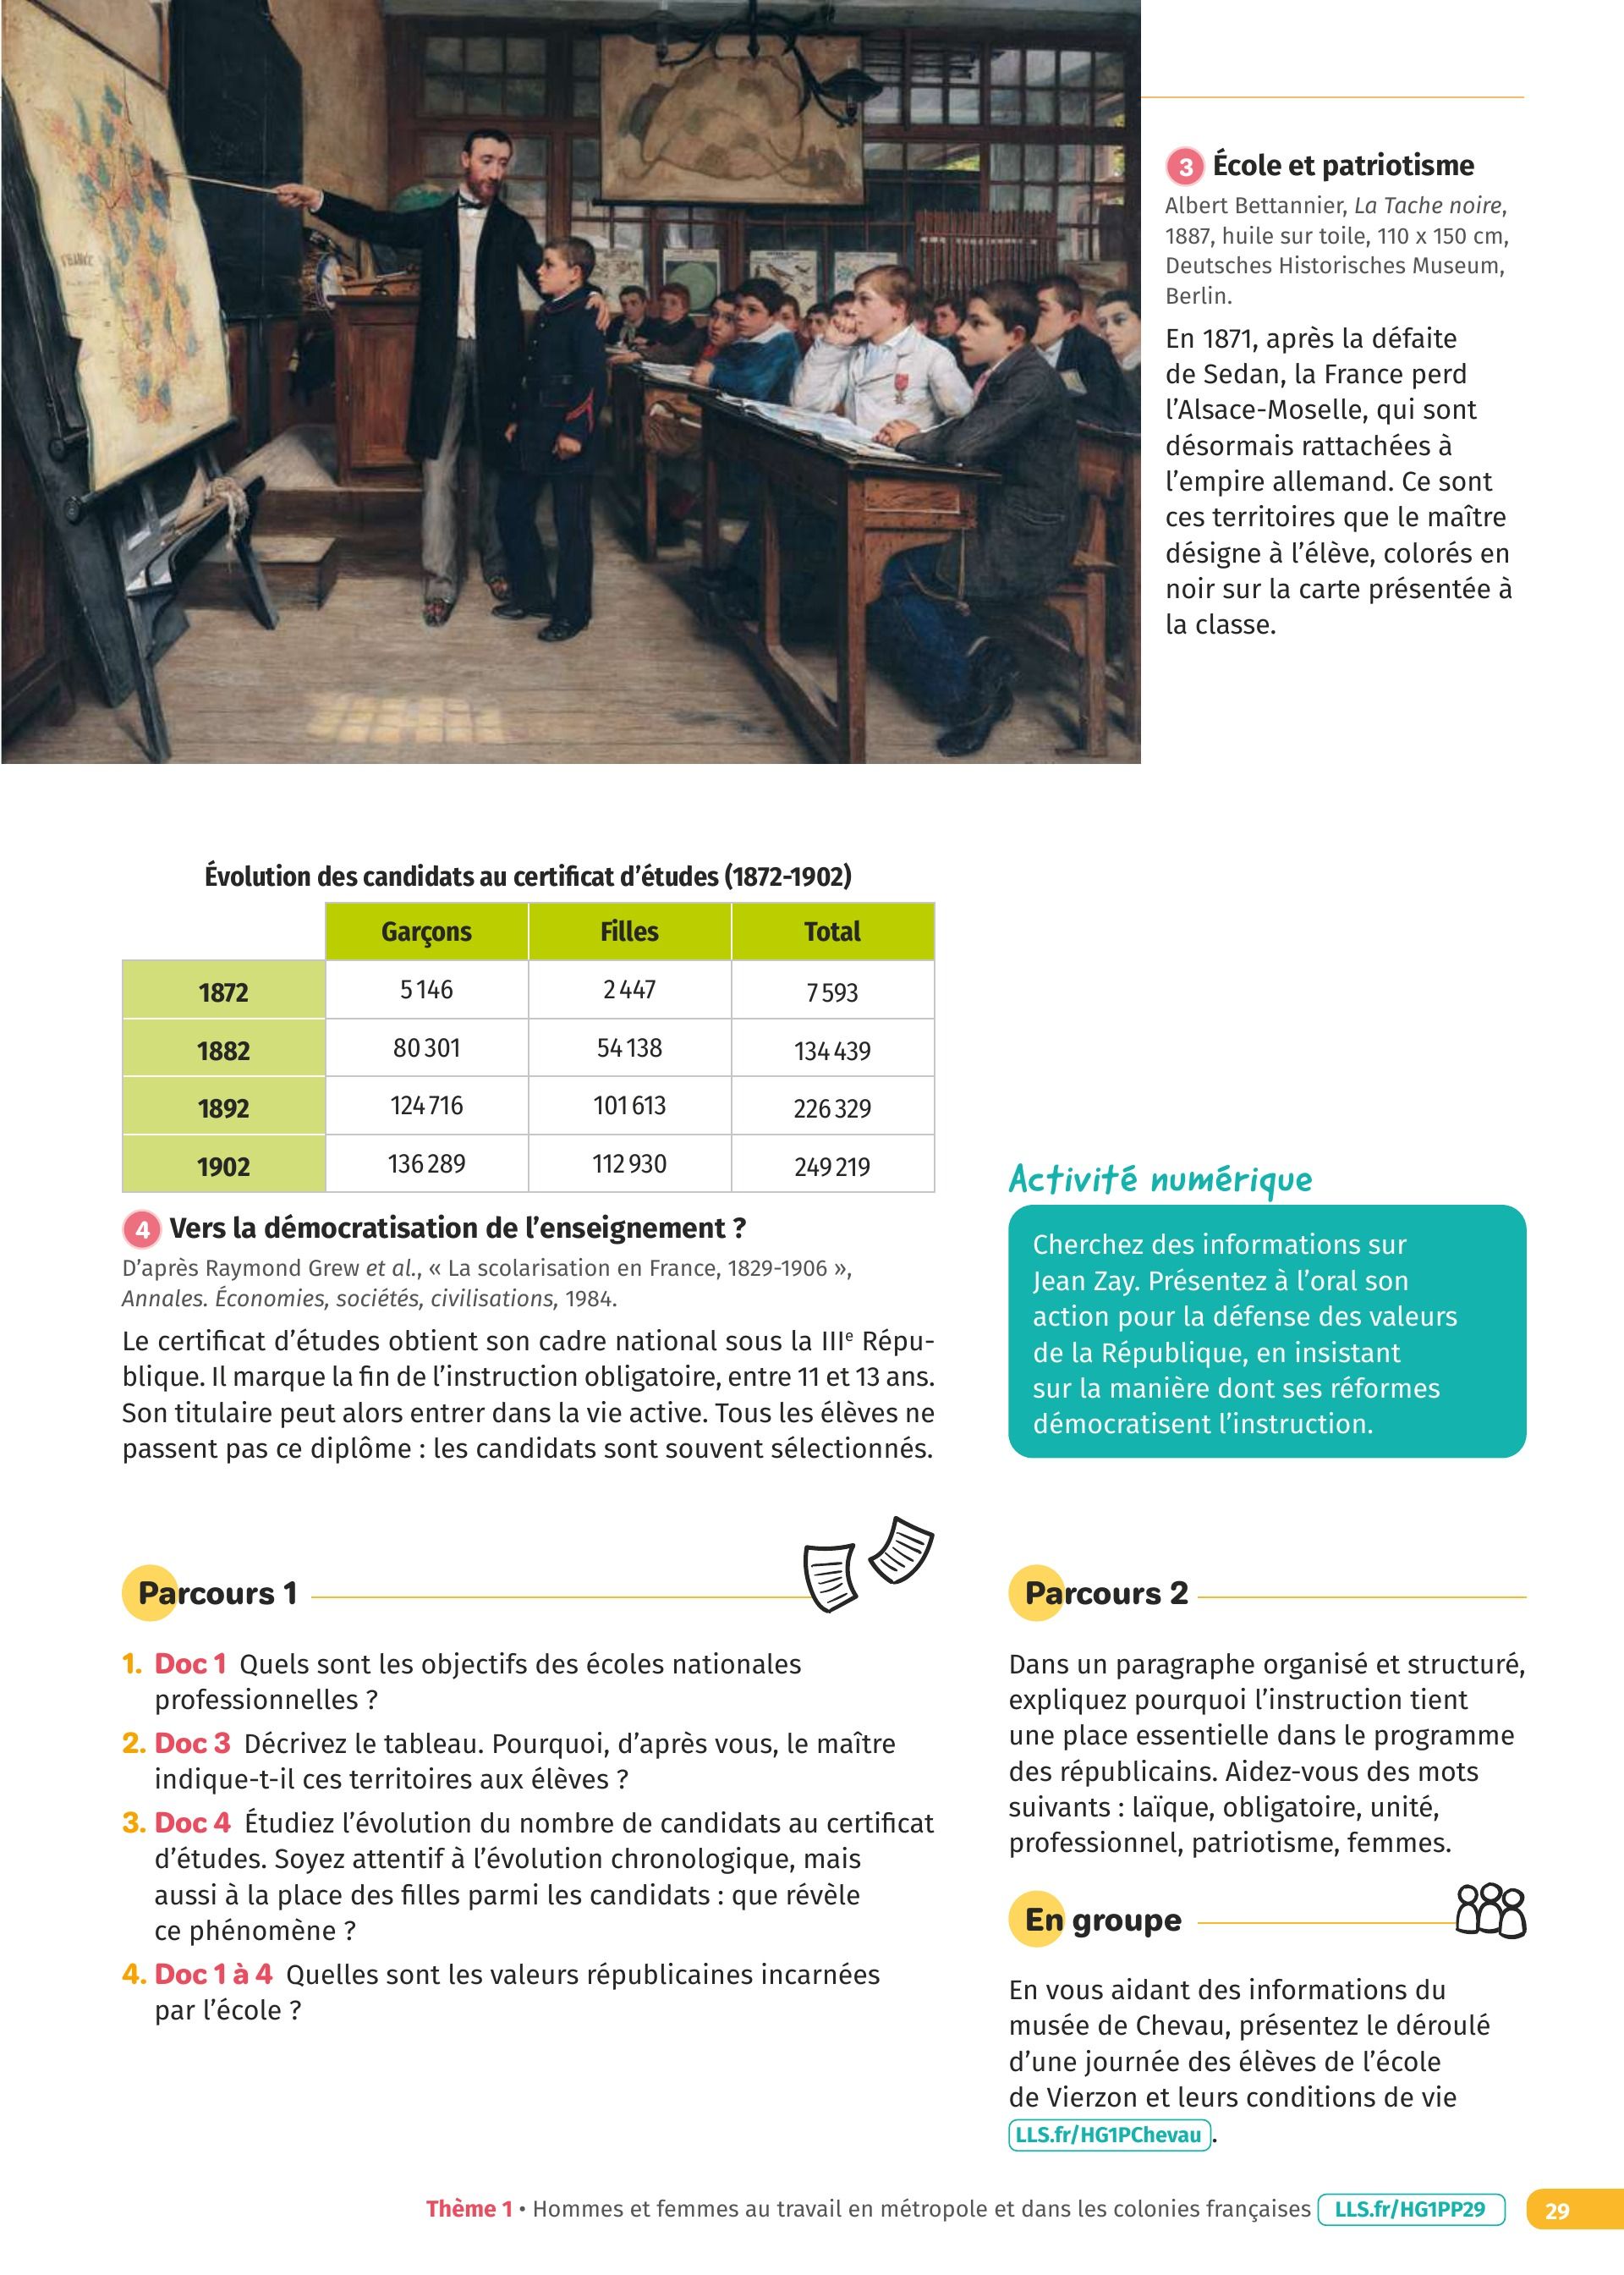 FRANCE
3 École et patriotisme
Albert Bettannier, La Tache noire,
1887, huile sur toile, 110 x 150 cm,
Deutsches Historisches Museum,
Berlin.
En 1871, après la défaite
de Sedan, la France perd
l’Alsace-Moselle, qui sont
désormais rattachées à
l’empire allemand. Ce sont
ces territoires que le maître
désigne à l’élève, colorés en
noir sur la carte présentée à
la classe.
Évolution des candidats au certificat d’études (1872-1902)
Garçons Filles Total
1872 5 146 2 447 7 593
1882 80 301 54 138 134 439
1892 124 716 101 613 226 329
1902 136 289 112 930 249 219
4 Vers la démocratisation de l’enseignement ?
D’après Raymond Grew et al., « La scolarisation en France, 1829-1906 »,
Annales. Économies, sociétés, civilisations, 1984.
Le certificat d’études obtient son cadre national sous la IIIe Répu-
blique. Il marque la fin de l’instruction obligatoire, entre 11 et 13 ans.
Son titulaire peut alors entrer dans la vie active. Tous les élèves ne
passent pas ce diplôme : les candidats sont souvent sélectionnés.
Activité numérique
Cherchez des informations sur
Jean Zay. Présentez à l’oral son
action pour la défense des valeurs
de la République, en insistant
sur la manière dont ses réformes
démocratisent l’instruction.
Parcours 1
1. Doc 1 Quels sont les objectifs des écoles nationales
professionnelles ?
2. Doc 3 Décrivez le tableau. Pourquoi, d’après vous, le maître
indique-t-il ces territoires aux élèves ?
3. Doc 4 Étudiez l’évolution du nombre de candidats au certificat
d’études. Soyez attentif à l’évolution chronologique, mais
aussi à la place des filles parmi les candidats : que révèle
ce phénomène ?
4. Doc 1 à 4 Quelles sont les valeurs républicaines incarnées
par l’école ?
Parcours 2
Dans un paragraphe organisé et structuré,
expliquez pourquoi l’instruction tient
une place essentielle dans le programme
des républicains. Aidez-vous des mots
suivants : laïque, obligatoire, unité,
professionnel, patriotisme, femmes.
En groupe
En vous aidant des informations du
musée de Chevau, présentez le déroulé
d’une journée des élèves de l’école
de Vierzon et leurs conditions de vie
LLS.fr/HG1PChevau.
Thème 1 • Hommes et femmes au travail en métropole et dans les colonies françaises LLS.fr/HG1PP29 29